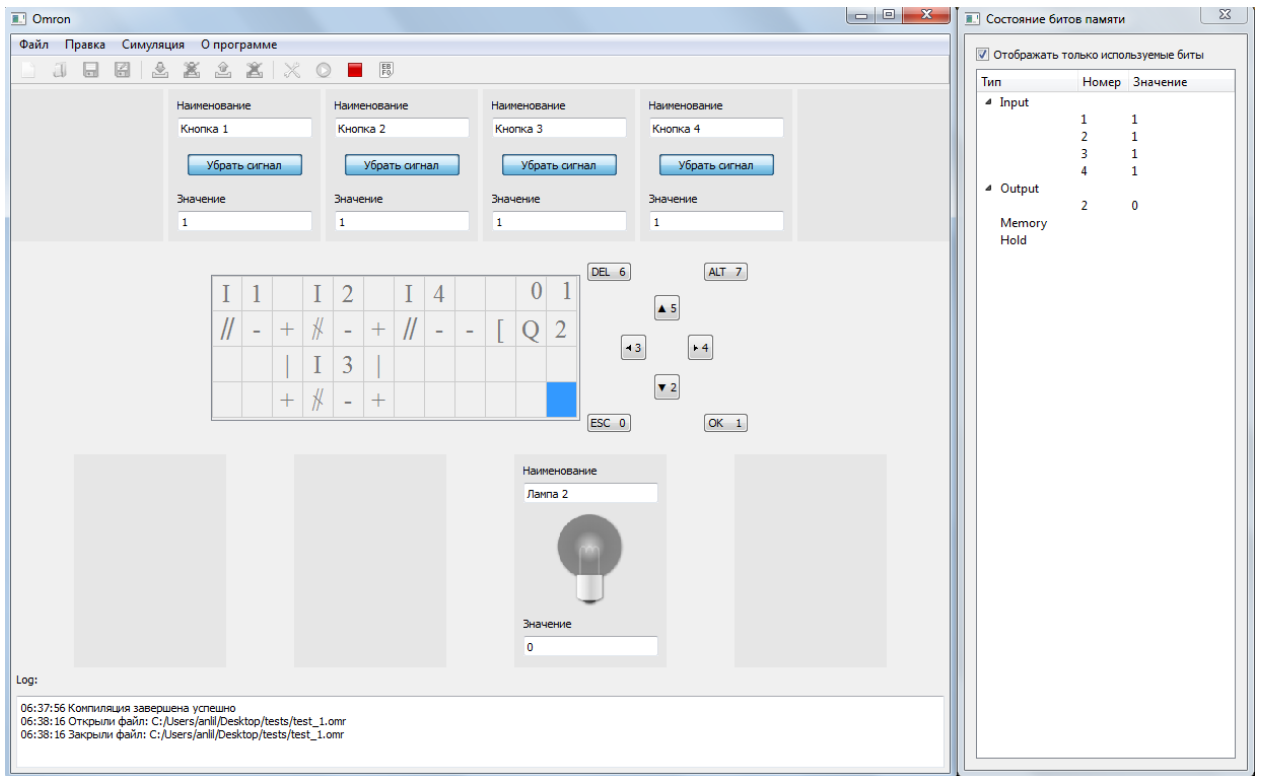 Omron
Файл Правка Симуляция О программе
Наименование Наименование Наименование Наименование
Кнопка 1 Кнопка 2 Кнопка 3 Кнопка 4
Убрать сигнал Убрать сигнал Убрать сигнал Убрать сигнал
Значение Значение Значение Значение
1 1 1 1
I 1 I 2 I 4 0 1
// - + - + // - - [ Q 2
| I 3 |
+ - +
DEL 6 ALT 7
▲ 5
◄ 3 ► 4
▼ 2
ESC 0 OK 1
Наименование
Лампа 2
Значение
0
Log:
06:37:56 Компиляция завершена успешно
06:38:16 Открыли файл: C:/Users/anlil/Desktop/tests/test_1.omr
06:38:16 Закрыли файл: C:/Users/anlil/Desktop/tests/test_1.omr
Состояние битов памяти
Отображать только используемые биты
Тип Номер Значение
Input
1 1
2 1
3 1
4 1
Output
2 0
Memory
Hold